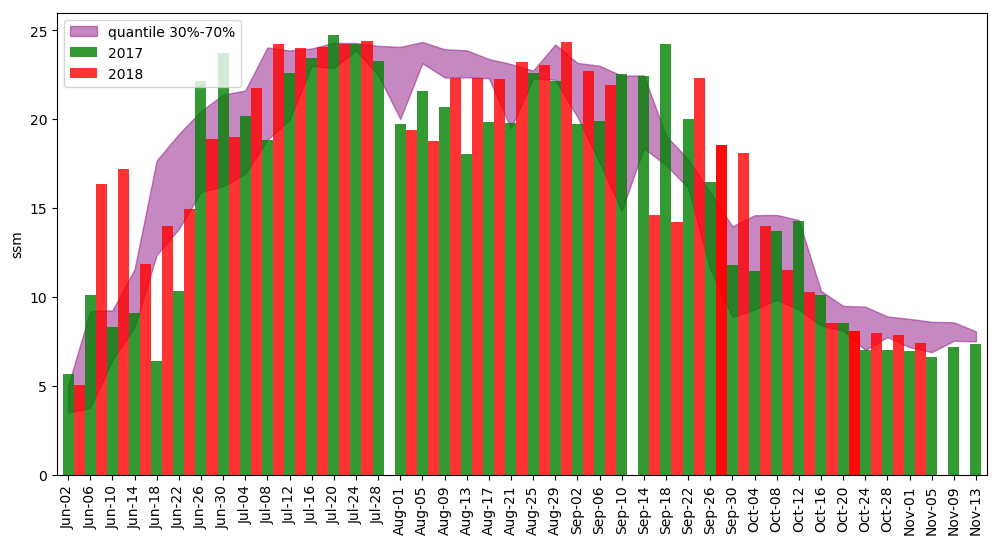 quantile 30%-70%
2017
2018
ssm
25
20
15
10
5
0
Jun-02
Jun-06
Jun-10
Jun-14
Jun-18
Jun-22
Jun-26
Jun-30
Jul-04
Jul-08
Jul-12
Jul-16
Jul-20
Jul-24
Jul-28
Aug-01
Aug-05
Aug-09
Aug-13
Aug-17
Aug-21
Aug-25
Aug-29
Sep-02
Sep-06
Sep-10
Sep-14
Sep-18
Sep-22
Sep-26
Sep-30
Oct-04
Oct-08
Oct-12
Oct-16
Oct-20
Oct-24
Oct-28
Nov-01
Nov-05
Nov-09
Nov-13